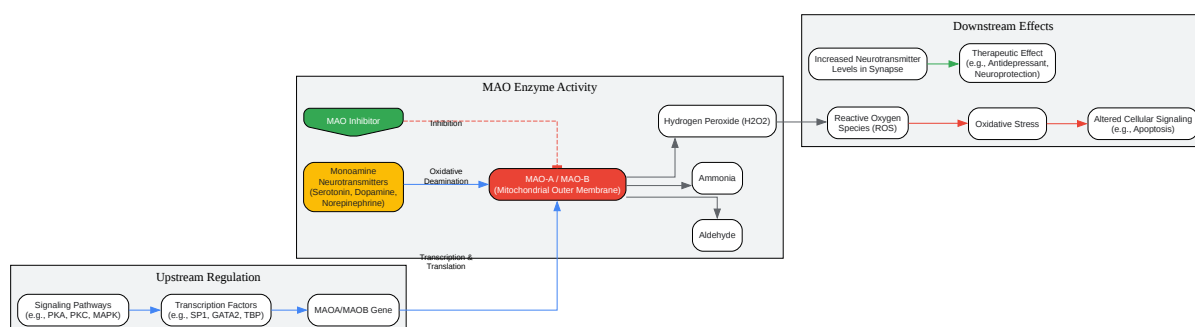 Downstream Effects
Increased Neurotransmitter
Levels in Synapse
Therapeutic Effect
(e.g., Antidepressant,
Neuroprotection)
Reactive Oxygen
Species (ROS)
Oxidative Stress
Altered Cellular Signaling
(e.g., Apoptosis)
MAO Enzyme Activity
MAO Inhibitor
Inhibition
Hydrogen Peroxide (H2O2)
Monoamine
Neurotransmitters
(Serotonin, Dopamine,
Norepinephrine)
Oxidative
Deamination
MAO-A / MAO-B
(Mitochondrial Outer Membrane)
Ammonia
Aldehyde
Transcription &
Translation
Upstream Regulation
Signaling Pathways
(e.g., PKA, PKC, MAPK)
Transcription Factors
(e.g., SP1, GATA2, TBP)
MAOA/MAOB Gene